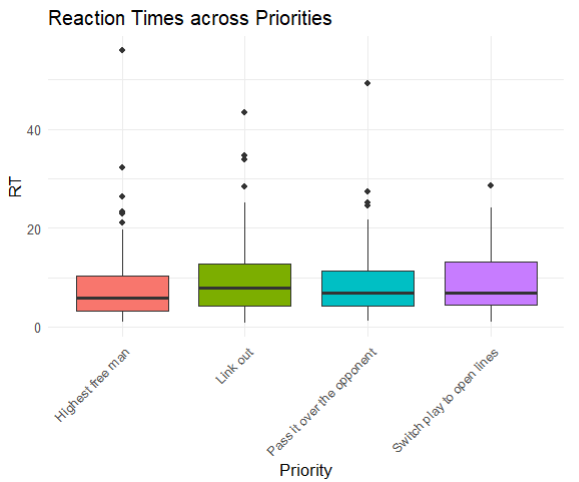 Reaction Times across Priorities
RT
40
20
0
Highest free man
Link out
Pass it over the opponent
Switch play to open lines
Priority